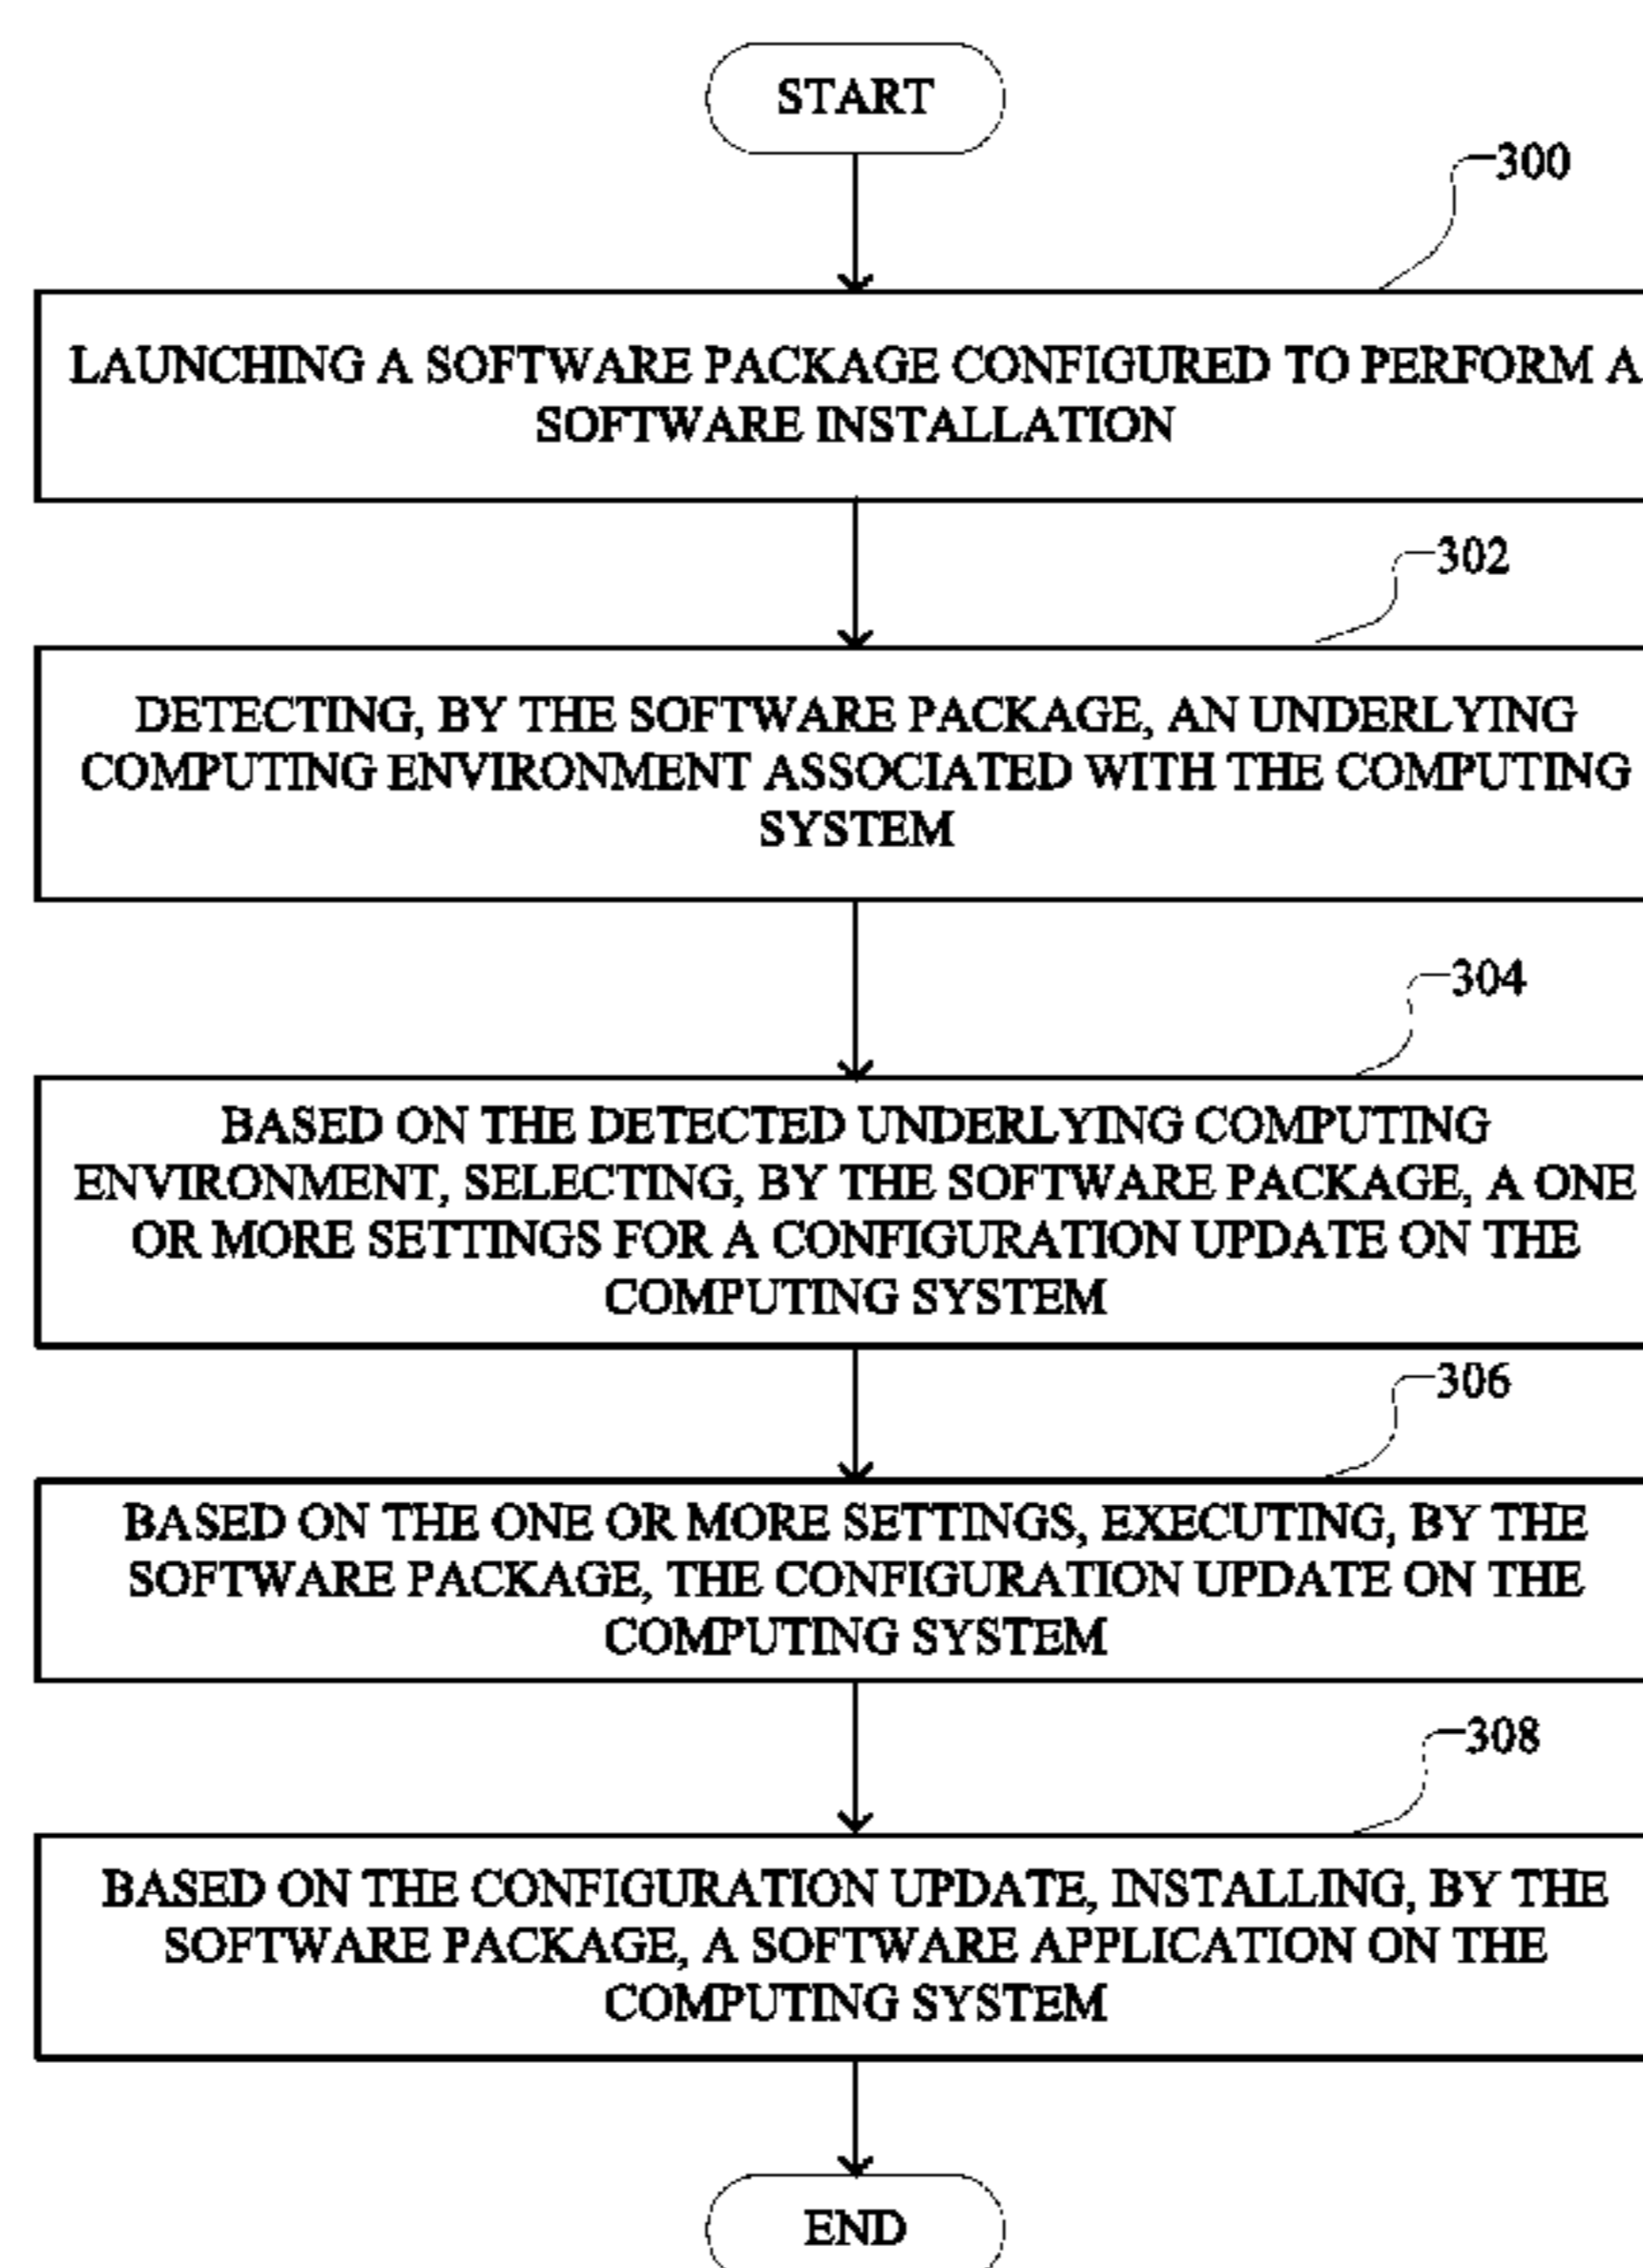 START
300
LAUNCHING A SOFTWARE PACKAGE CONFIGURED TO PERFORM A
SOFTWARE INSTALLATION
302
DETECTING, BY THE SOFTWARE PACKAGE, AN UNDERLYING
COMPUTING ENVIRONMENT ASSOCIATED WITH THE COMPUTING
SYSTEM
304
BASED ON THE DETECTED UNDERLYING COMPUTING
ENVIRONMENT, SELECTING, BY THE SOFTWARE PACKAGE, A ONE
OR MORE SETTINGS FOR A CONFIGURATION UPDATE ON THE
COMPUTING SYSTEM
306
BASED ON THE ONE OR MORE SETTINGS, EXECUTING, BY THE
SOFTWARE PACKAGE, THE CONFIGURATION UPDATE ON THE
COMPUTING SYSTEM
308
BASED ON THE CONFIGURATION UPDATE, INSTALLING, BY THE
SOFTWARE PACKAGE, A SOFTWARE APPLICATION ON THE
COMPUTING SYSTEM
END